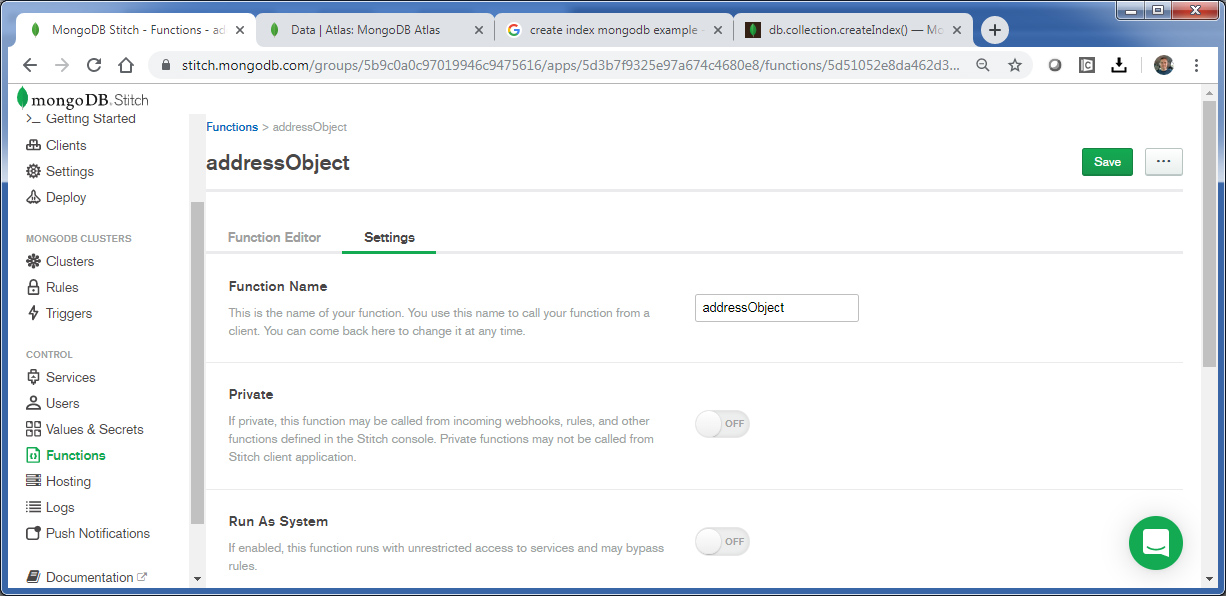 MongoDB Stitch - Functions - ad
Data | Atlas: MongoDB Atlas
create index mongodb example -
db.collection.createIndex() — Mo
stitch.mongodb.com/groups/5b9c0a0c97019946c9475616/apps/5d3b7f9325e97a674c4680e8/functions/5d51052e8da462d3...
mongoDB. Stitch
Getting Started
Clients
Settings
Deploy
MONGODB CLUSTERS
Clusters
Rules
Triggers
CONTROL
Services
Users
Values & Secrets
Functions
Hosting
Logs
Push Notifications
Documentation
Functions > addressObject
addressObject
Save
...
Function Editor
Settings
Function Name
This is the name of your function. You use this name to call your function from a
client. You can come back here to change it at any time.
addressObject
Private
If private, this function may be called from incoming webhooks, rules, and other
functions defined in the Stitch console. Private functions may not be called from
Stitch client application.
OFF
Run As System
If enabled, this function runs with unrestricted access to services and may bypass
rules.
OFF